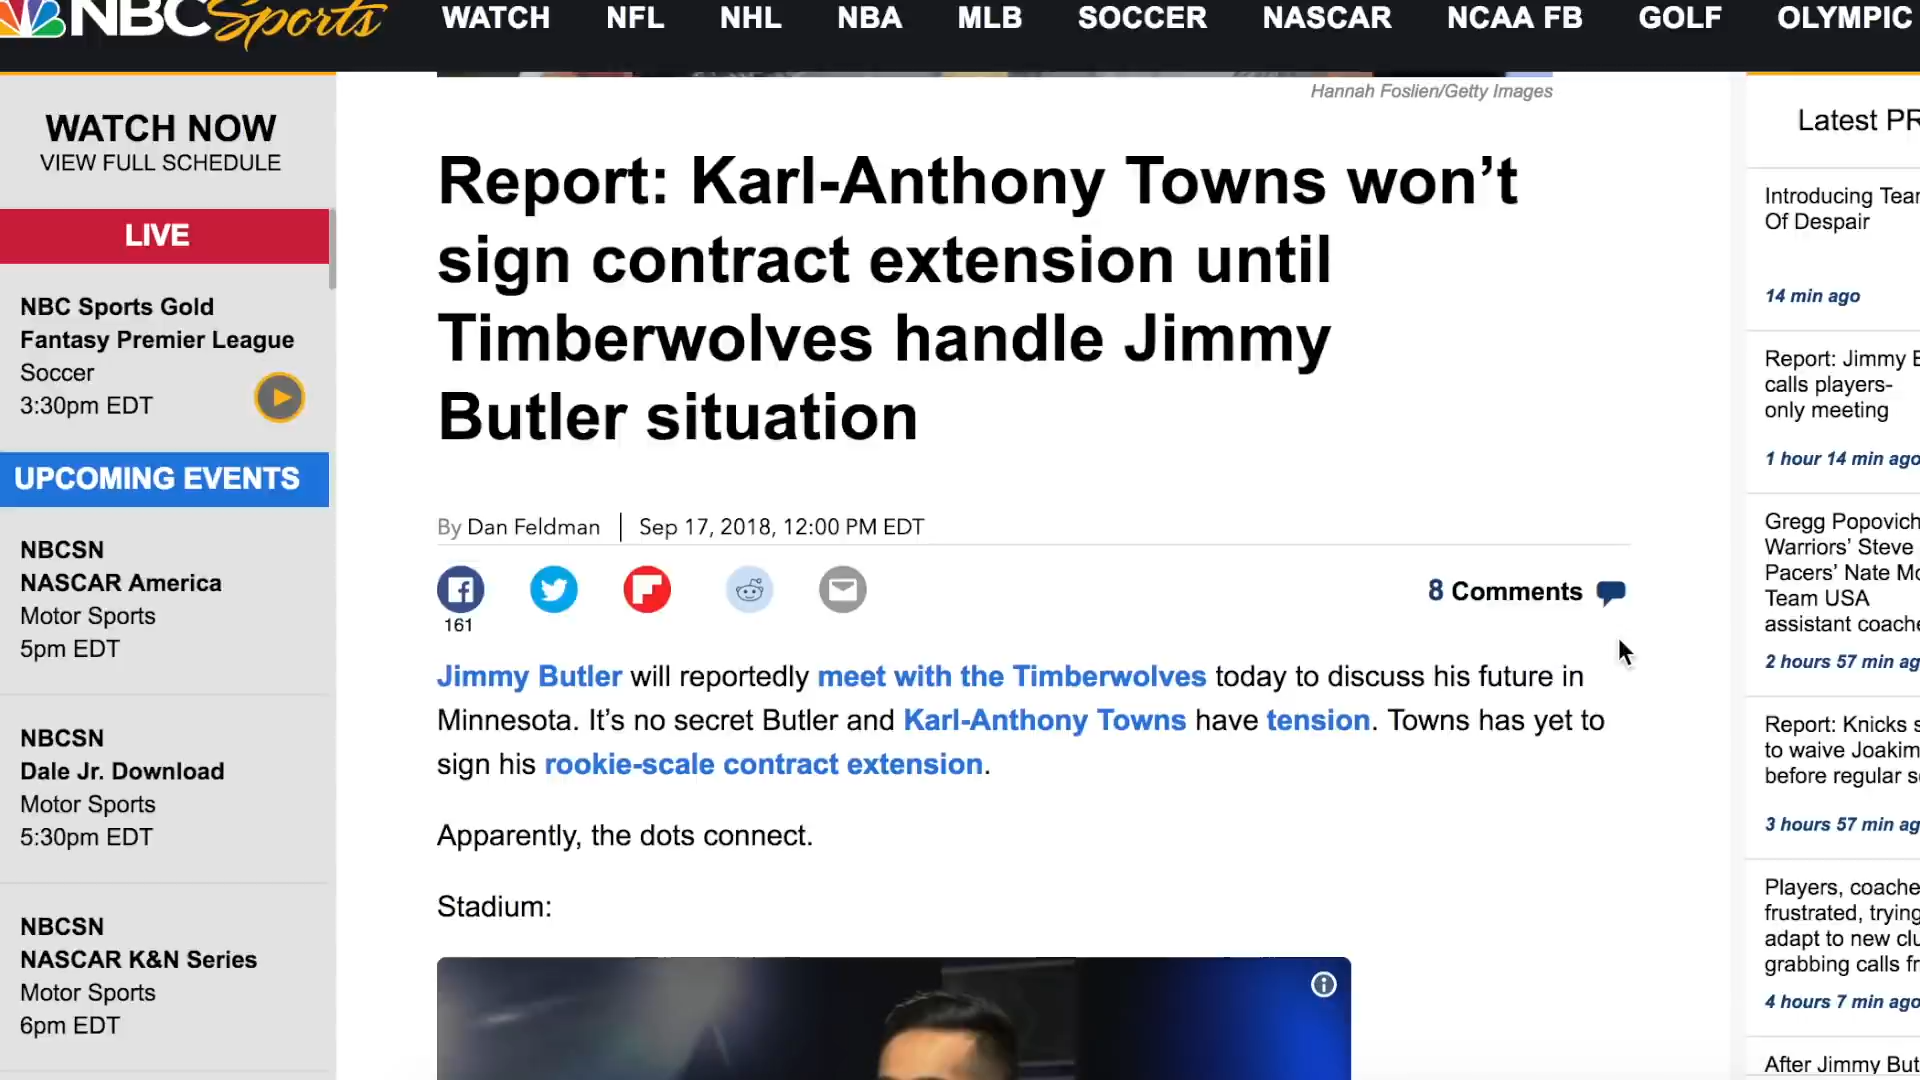 NBC Sports
WATCH NFL NHL NBA MLB SOCCER NASCAR NCAA FB GOLF OLYMPIC
WATCH NOW
VIEW FULL SCHEDULE
LIVE
NBC Sports Gold
Fantasy Premier League
Soccer
3:30pm EDT
UPCOMING EVENTS
NBCSN
NASCAR America
Motor Sports
5pm EDT
NBCSN
Dale Jr. Download
Motor Sports
5:30pm EDT
NBCSN
NASCAR K&N Series
Motor Sports
6pm EDT
Hannah Foslien/Getty Images
Report: Karl-Anthony Towns won’t
sign contract extension until
Timberwolves handle Jimmy
Butler situation
By Dan Feldman | Sep 17, 2018, 12:00 PM EDT
161
8 Comments
Jimmy Butler will reportedly meet with the Timberwolves today to discuss his future in
Minnesota. It’s no secret Butler and Karl-Anthony Towns have tension. Towns has yet to
sign his rookie-scale contract extension.
Apparently, the dots connect.
Stadium:
Latest PR
Introducing Tear
Of Despair
14 min ago
Report: Jimmy B
calls players-
only meeting
1 hour 14 min ago
Gregg Popovich
Warriors’ Steve
Pacers’ Nate Mc
Team USA
assistant coache
2 hours 57 min ag
Report: Knicks s
to waive Joakim
before regular s
3 hours 57 min ag
Players, coache
frustrated, trying
adapt to new clu
grabbing calls fr
4 hours 7 min ago
After Jimmy But